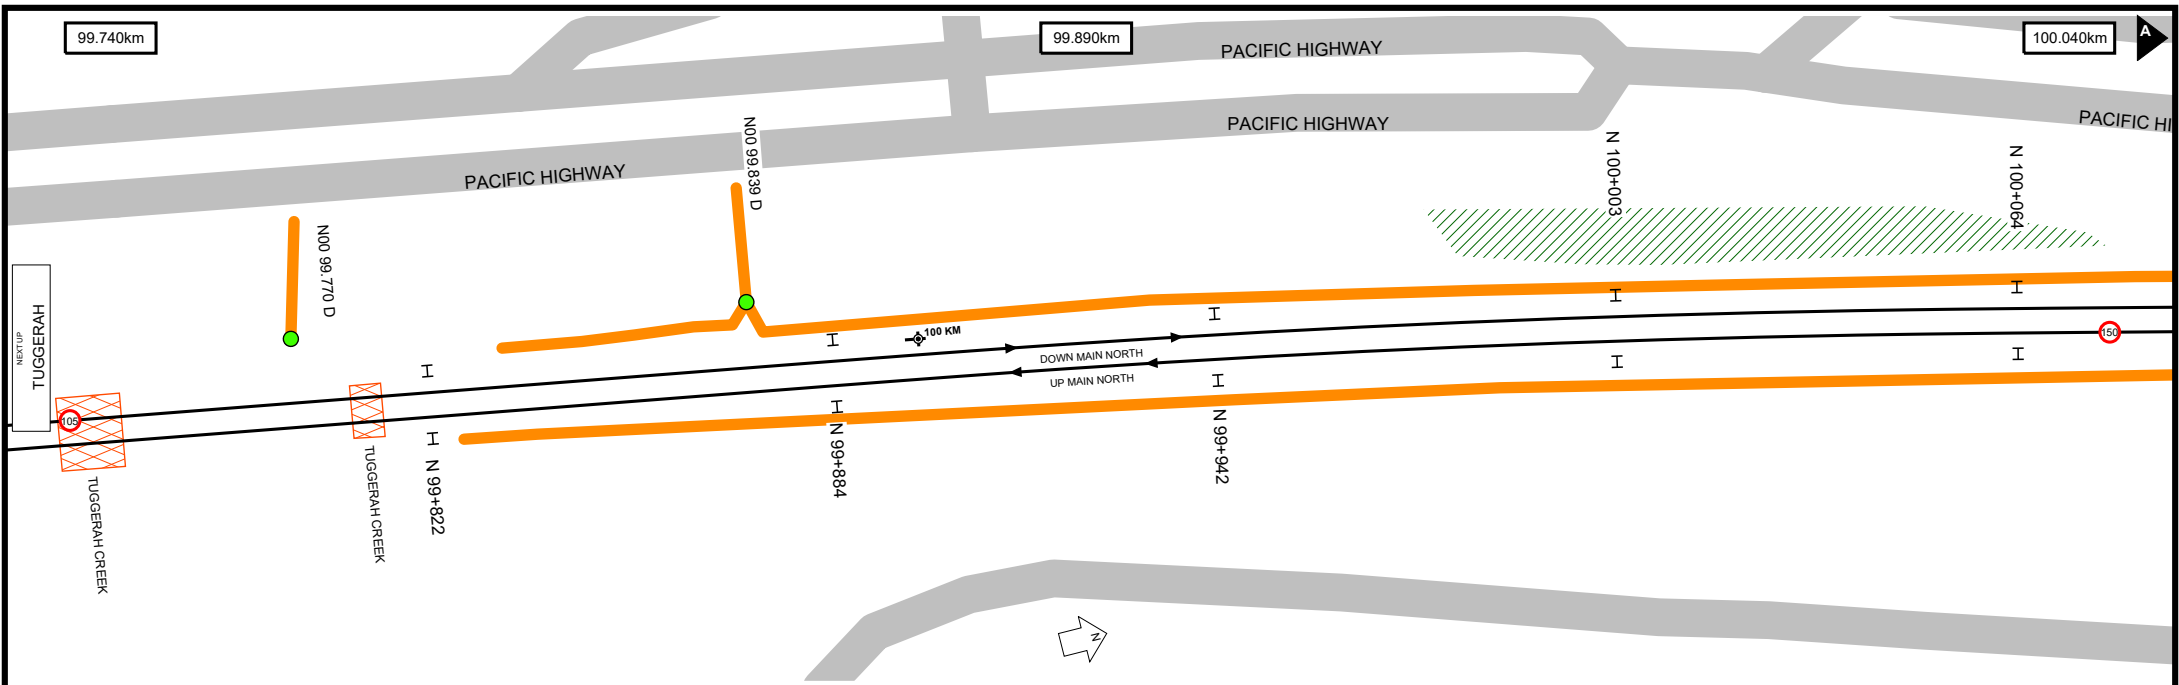 99.740km
99.890km
100.040km
A
PACIFIC HIGHWAY
PACIFIC HIGHWAY
PACIFIC HI
PACIFIC HIGHWAY
N00 99.839 D
N 100+003
N 100+064
N00 99.770 D
NEXT UP
TUGGERAH
100 KM
DOWN MAIN NORTH
UP MAIN NORTH
150
105
N 99+822
N 99+884
N 99+942
TUGGERAH CREEK
TUGGERAH CREEK
N